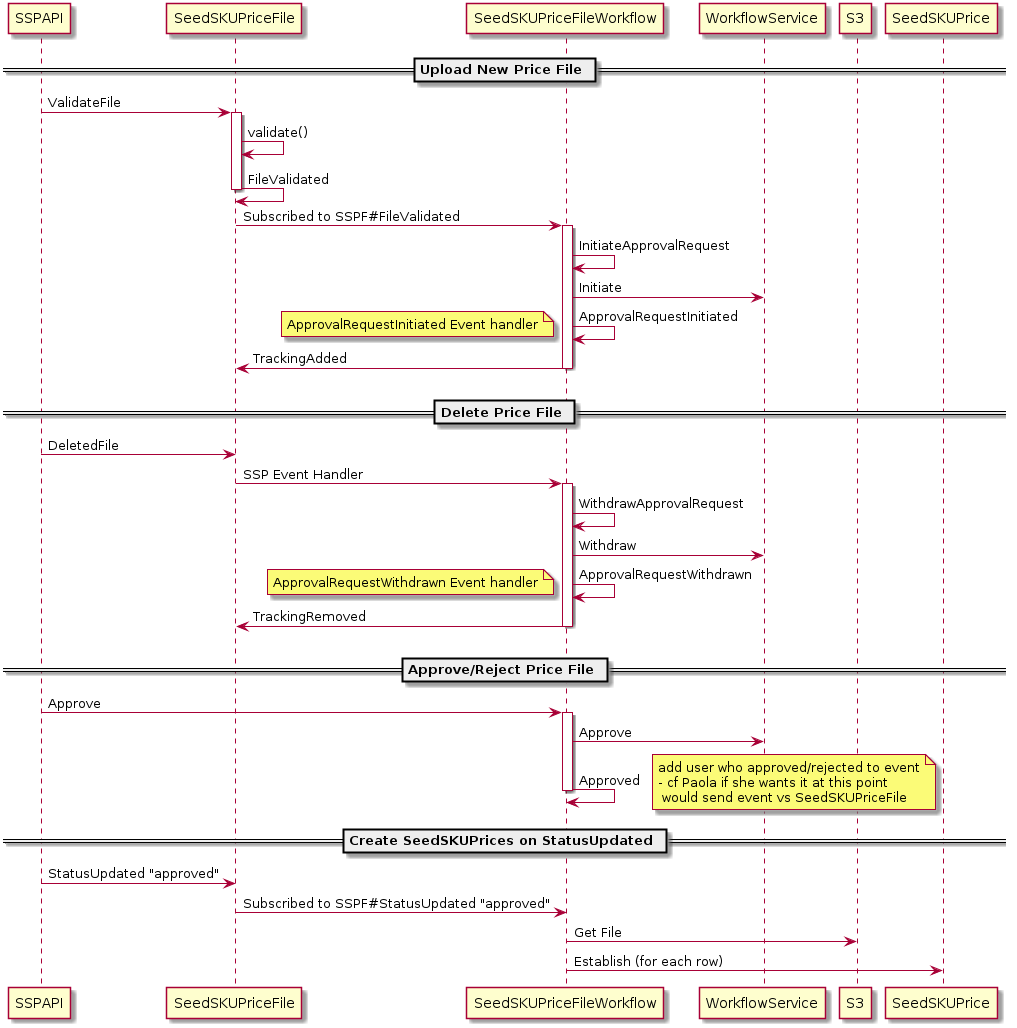 SSPAPI
SeedSKUPriceFile
SeedSKUPriceFileWorkflow
WorkflowService
S3
SeedSKUPrice
Upload New Price File
ValidateFile
validate()
FileValidated
Subscribed to SSPF#FileValidated
InitiateApprovalRequest
Initiate
ApprovalRequestInitiated
ApprovalRequestInitiated Event handler
TrackingAdded
Delete Price File
DeletedFile
SSP Event Handler
WithdrawApprovalRequest
Withdraw
ApprovalRequestWithdrawn
ApprovalRequestWithdrawn Event handler
TrackingRemoved
Approve/Reject Price File
Approve
Approve
add user who approved/rejected to event
- cf Paola if she wants it at this point
would send event vs SeedSKUPriceFile
Approved
Create SeedSKUPrices on StatusUpdated
StatusUpdated "approved"
Subscribed to SSPF#StatusUpdated "approved"
Get File
Establish (for each row)
SSPAPI
SeedSKUPriceFile
SeedSKUPriceFileWorkflow
WorkflowService
S3
SeedSKUPrice